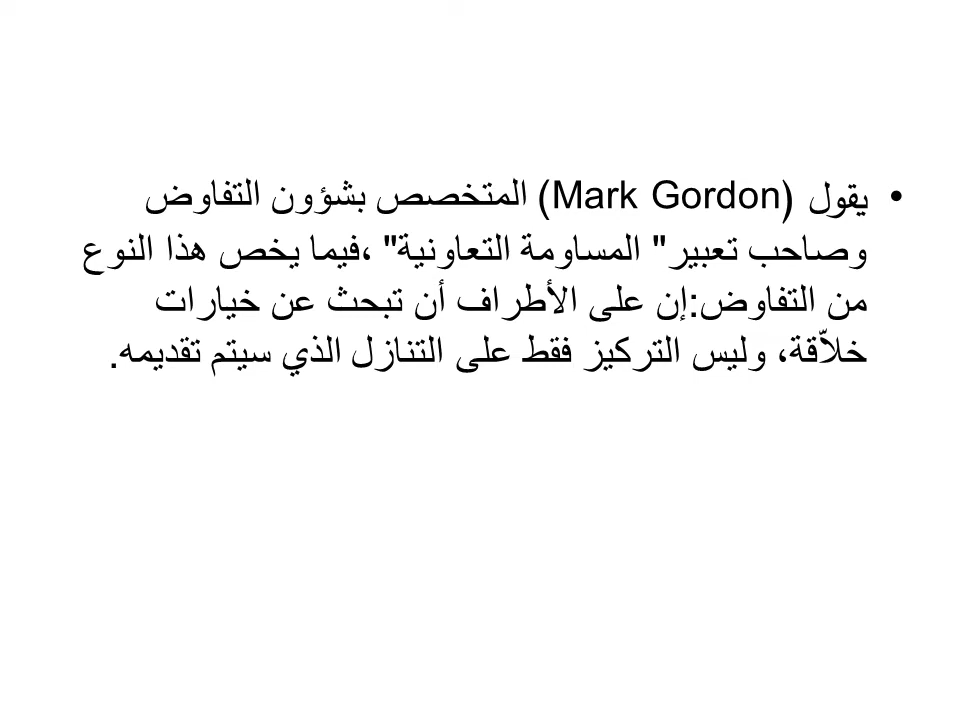 • يقول (Mark Gordon) المتخصص بشؤون التفاوض
وصاحب تعبير" المساومة التعاونية" ،فيما يخص هذا النوع
من التفاوض:إن على الأطراف أن تبحث عن خيارات
خلاّقة، وليس التركيز فقط على التنازل الذي سيتم تقديمه.